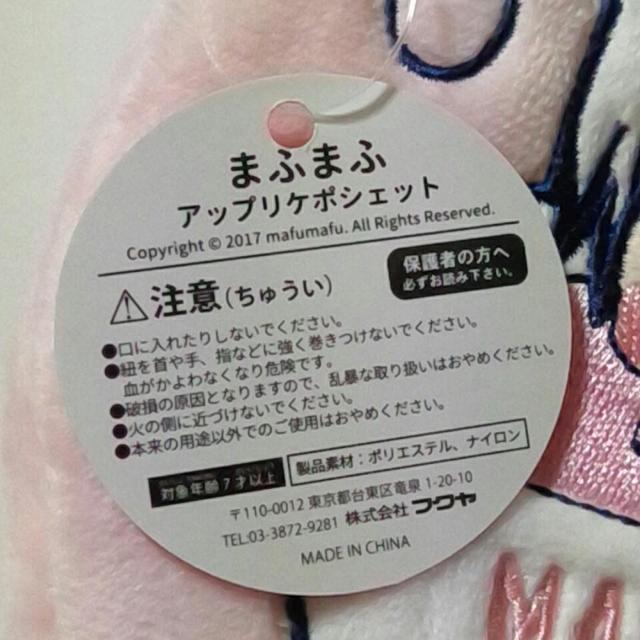 まふまふ
アップリケポシェット
Copyright © 2017 mafumafu. All Rights Reserved.
⚠注意(ちゅうい)
保護者の方へ
必ずお読み下さい。
●口に入れたりしないでください。
●紐を首や手、指などに強く巻きつけないでください。
血がかよわなくなり危険です。
●破損の原因となりますので、乱暴な取り扱いはおやめください。
●火の側に近づけないでください。
●本来の用途以外でのご使用はおやめください。
対象年齢7才以上
製品素材:ポリエステル、ナイロン
〒110-0012 東京都台東区竜泉 1-20-10
TEL:03-3872-9281 株式会社フクヤ
MADE IN CHINA